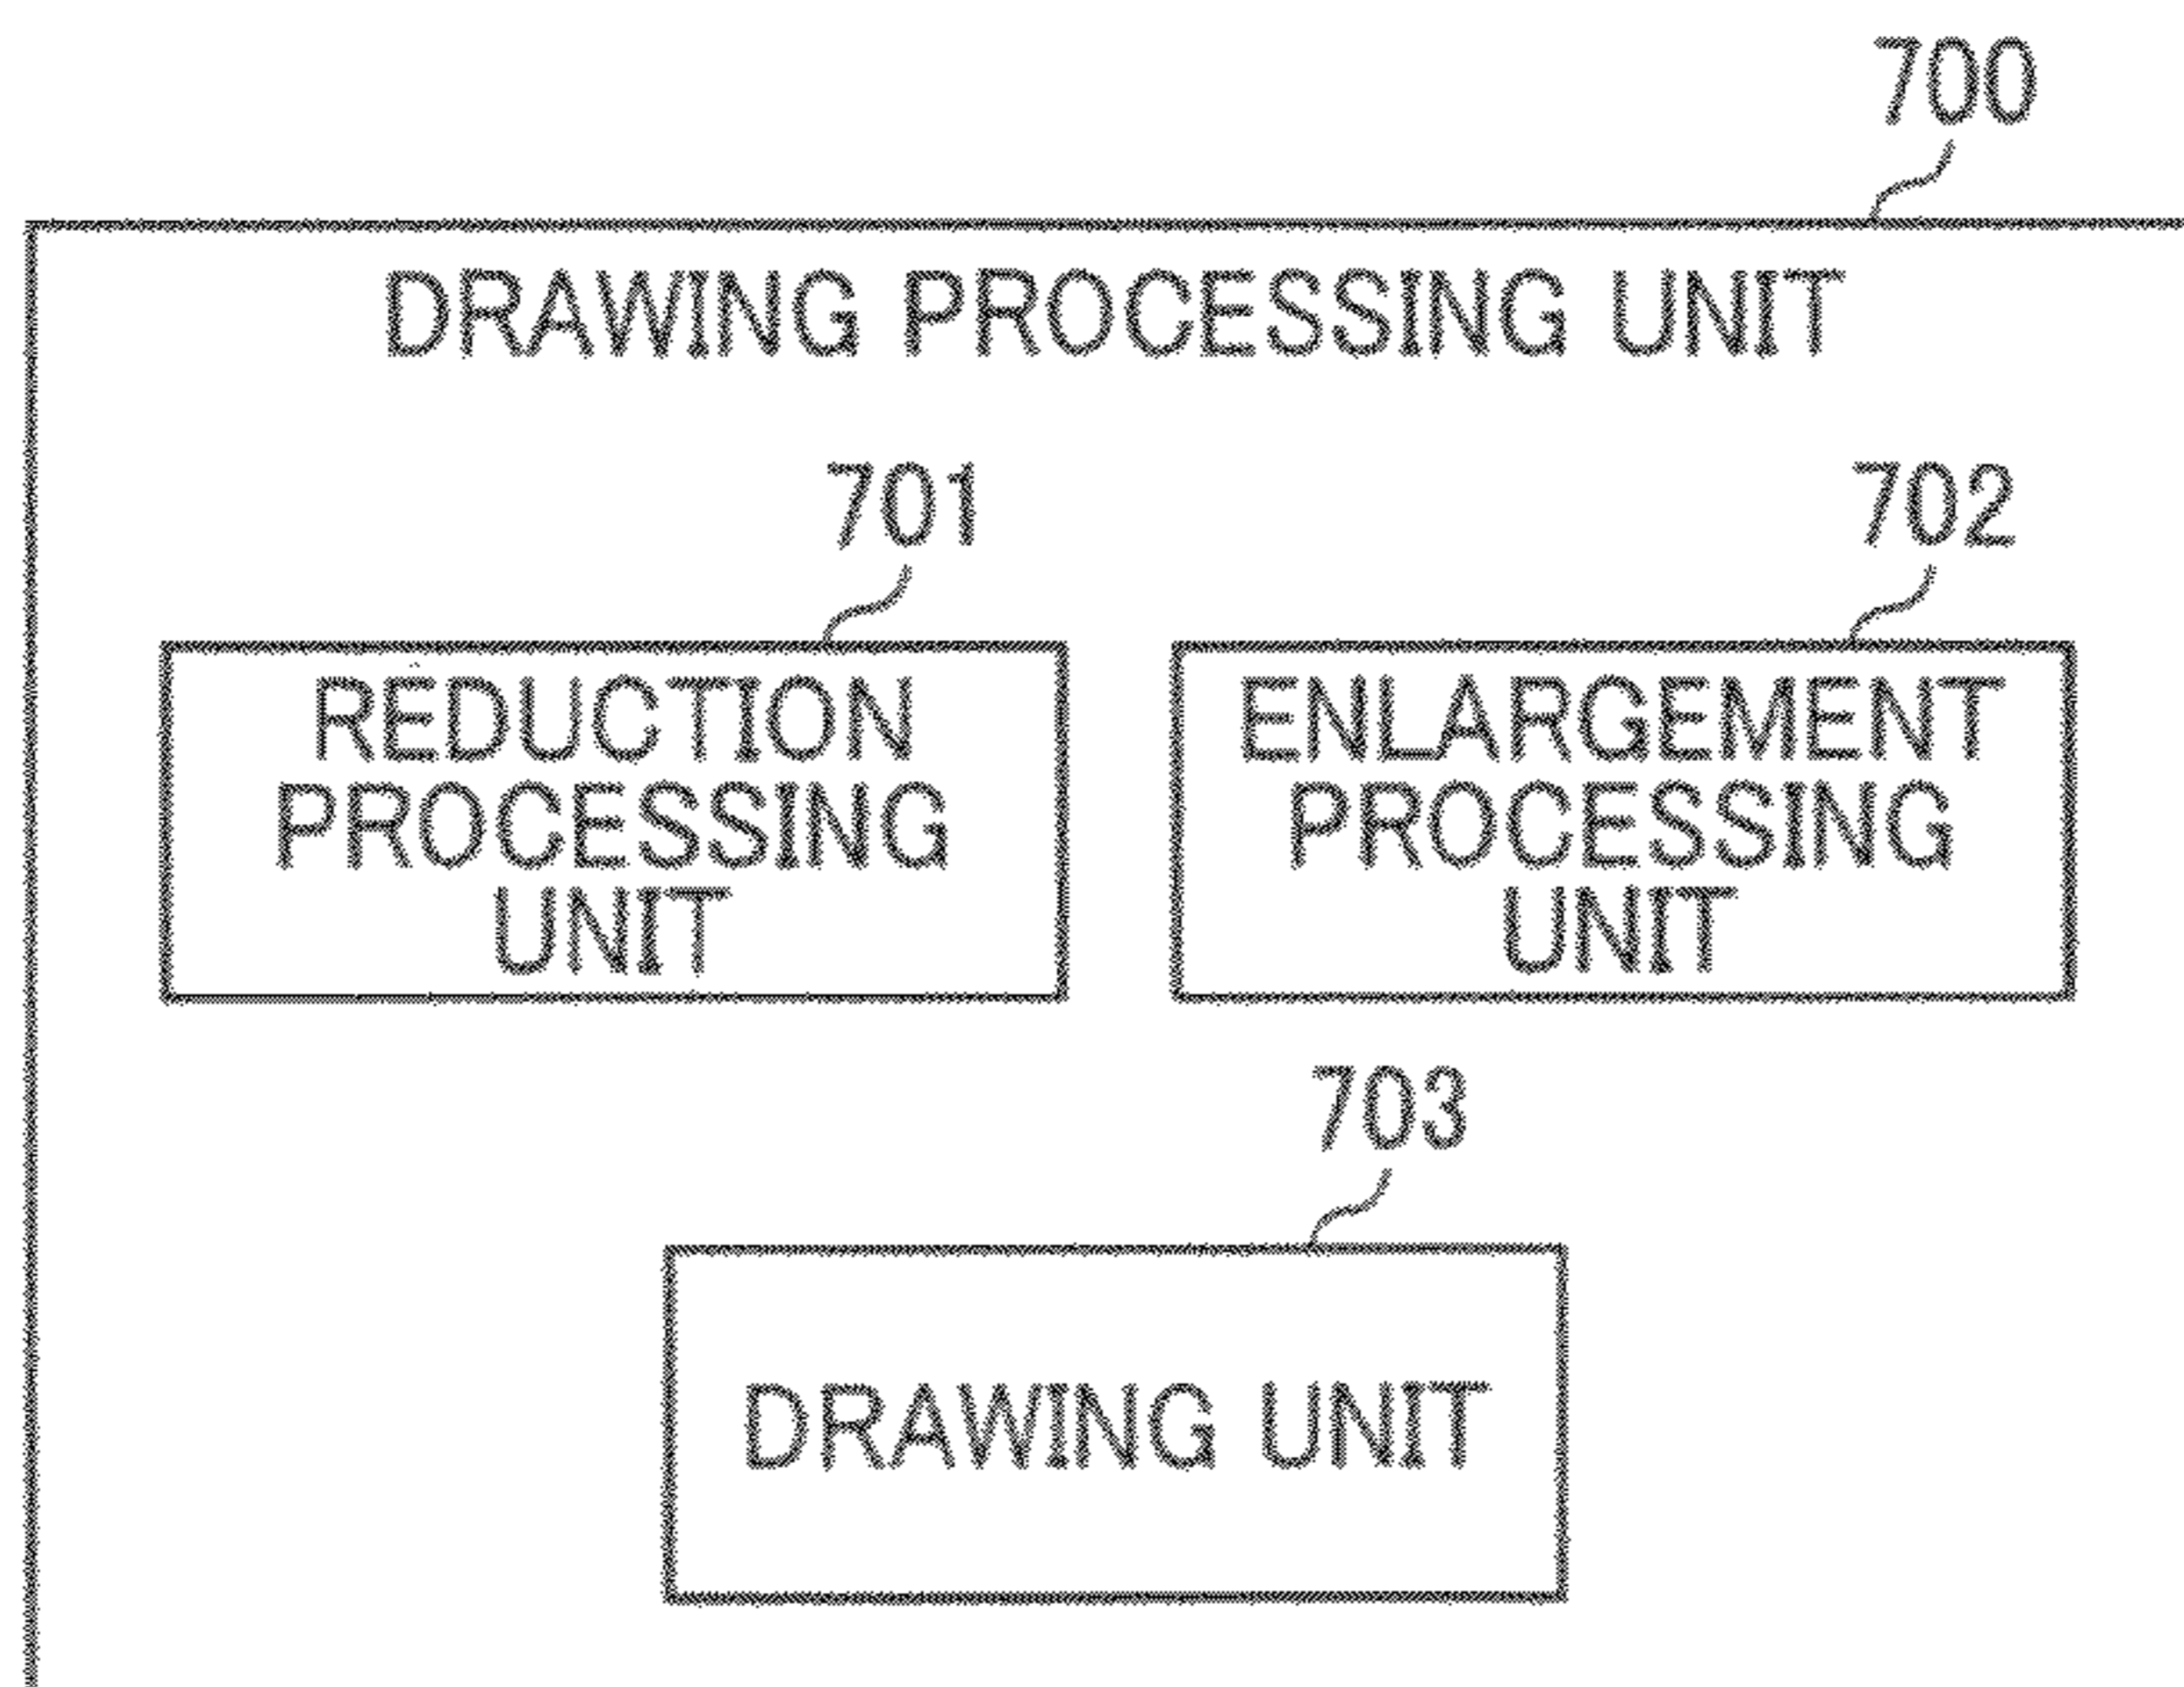 700
DRAWING PROCESSING UNIT
701
702
REDUCTION
PROCESSING
UNIT
ENLARGEMENT
PROCESSING
UNIT
703
DRAWING UNIT